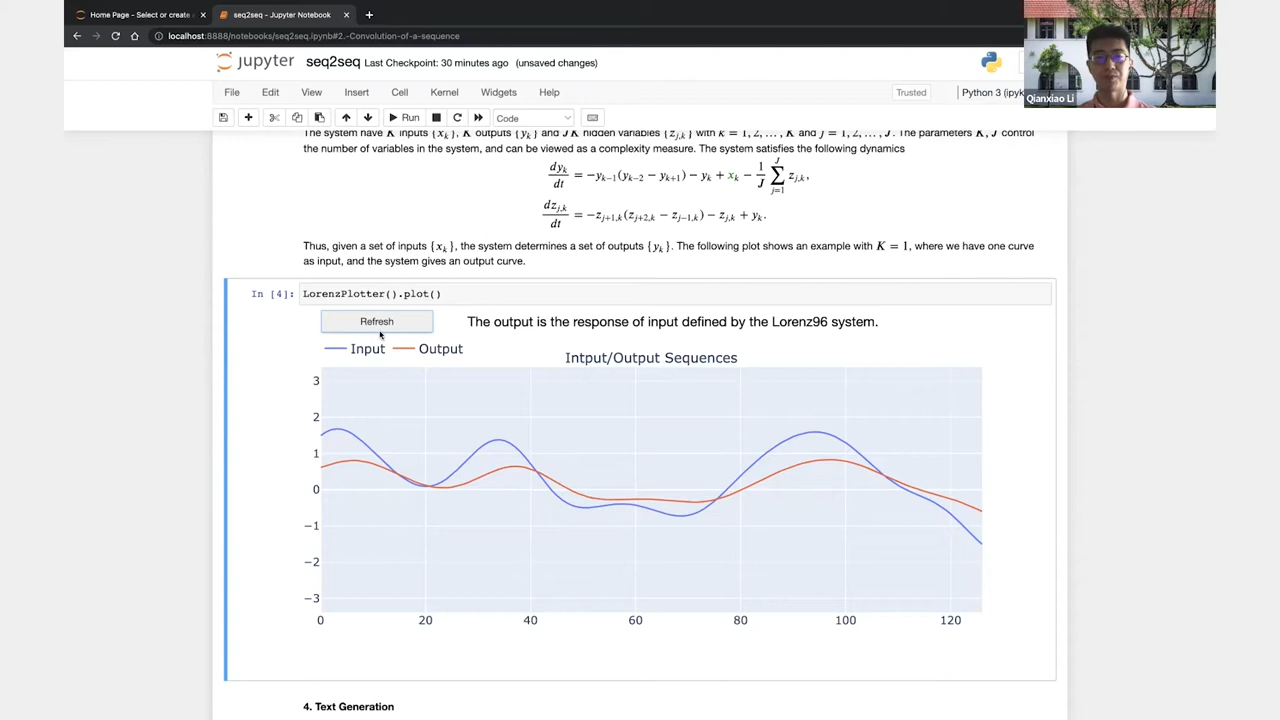 Home Page - Select or create
seq2seq - Jupyter Notebook
localhost:8888/notebooks/seq2seq.ipynb#2.-Convolution-of-a-sequence
jupyter seq2seq Last Checkpoint: 30 minutes ago (unsaved changes)
Qianxiao Li
File Edit View Insert Cell Kernel Widgets Help Trusted Python 3 (ipyk
Run Code
The system have K inputs {x_k}, K outputs {y_k} and JK hidden variables {z_{j,k}} with k = 1, 2, …, K and j = 1, 2, …, J. The parameters K, J control
the number of variables in the system, and can be viewed as a complexity measure. The system satisfies the following dynamics
dy_k/dt = −y_{k−1}(y_{k−2} − y_{k+1}) − y_k + x_k − 1/J ∑_{j=1}^{J} z_{j,k},
dz_{j,k}/dt = −z_{j+1,k}(z_{j+2,k} − z_{j−1,k}) − z_{j,k} + y_k.
Thus, given a set of inputs {x_k}, the system determines a set of outputs {y_k}. The following plot shows an example with K = 1, where we have one curve
as input, and the system gives an output curve.
In [4]: LorenzPlotter().plot()
Refresh The output is the response of input defined by the Lorenz96 system.
Input Output
Intput/Output Sequences
3
2
1
0
−1
−2
−3
0 20 40 60 80 100 120
4. Text Generation